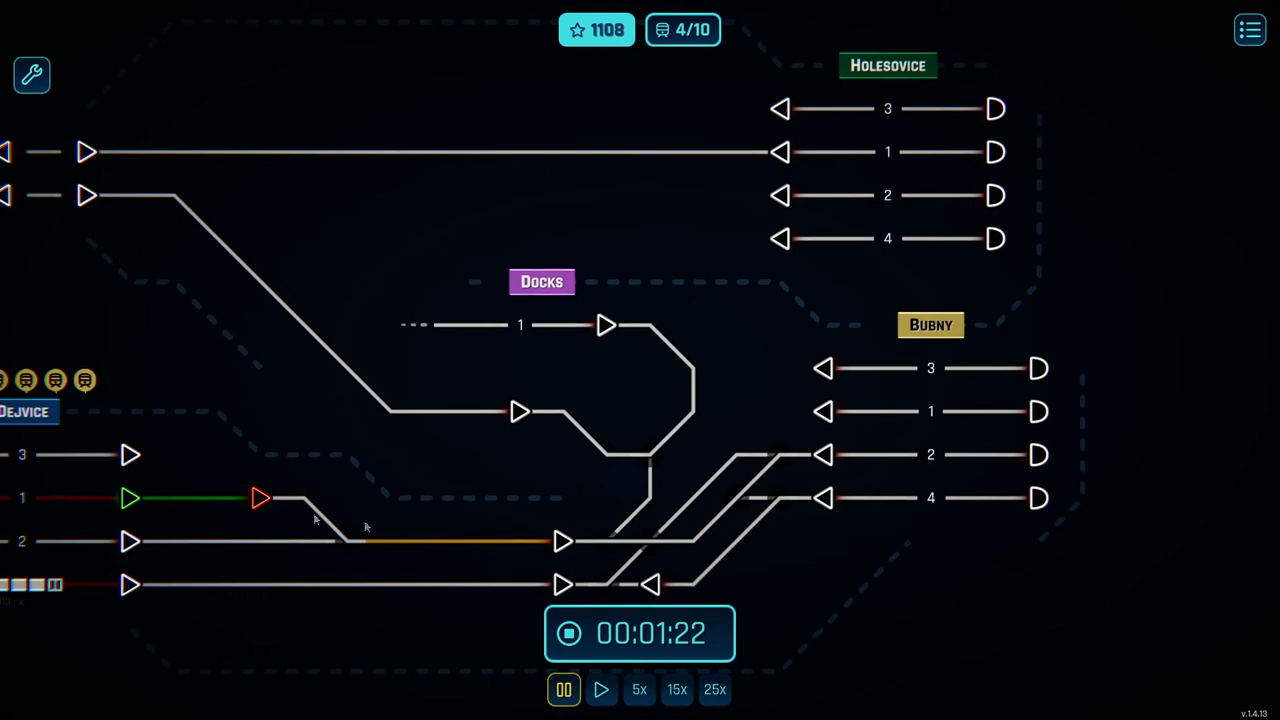 1108
4/10
HOLESOVICE
3
1
2
4
DOCKS
1
BUBNY
3
1
2
4
DEJVICE
3
1
2
00:01:22
5x
15x
25x
v.1.4.13